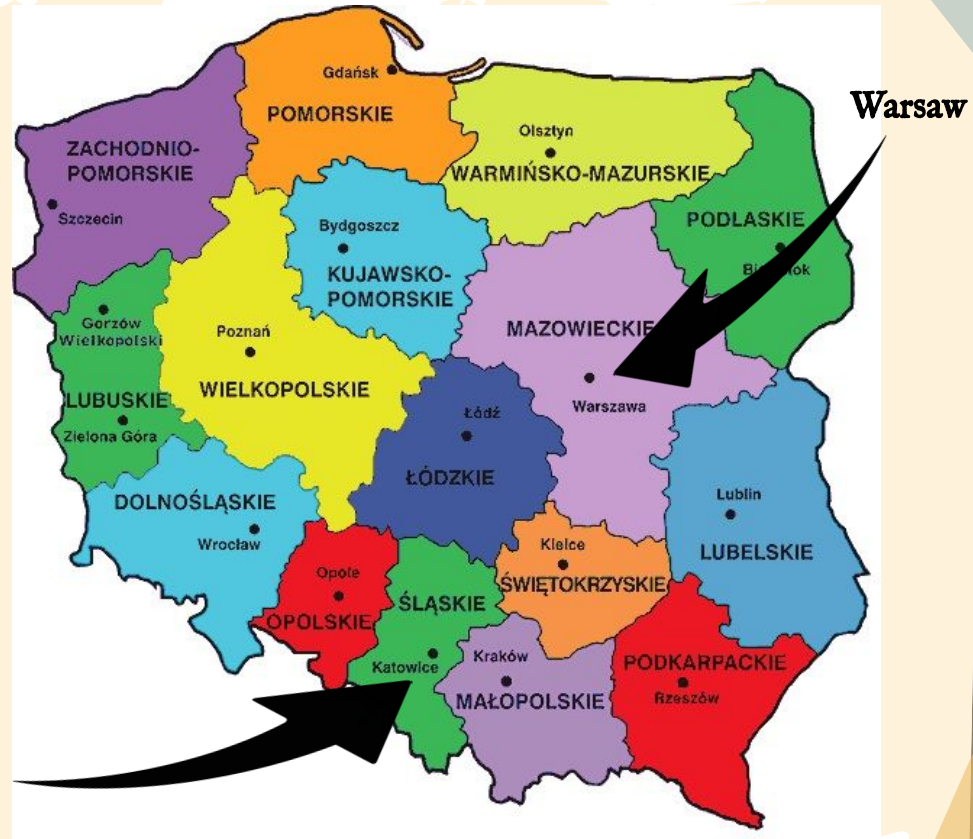 Gdańsk
POMORSKIE
Warsaw
ZACHODNIO-
POMORSKIE
Szczecin
Olsztyn
WARMIŃSKO-MAZURSKIE
PODLASKIE
Bydgoszcz
KUJAWSKO-
POMORSKIE
Gorzów
Wielkopolski
LUBUSKIE
Zielona Góra
Poznań
WIELKOPOLSKIE
MAZOWIECKIE
Warszawa
Łódź
ŁÓDZKIE
DOLNOŚLĄSKIE
Wrocław
Lublin
LUBELSKIE
Opole
OPOLSKIE
ŚLĄSKIE
Katowice
Kielce
ŚWIĘTOKRZYSKIE
Kraków
MAŁOPOLSKIE
PODKARPACKIE
Rzeszów